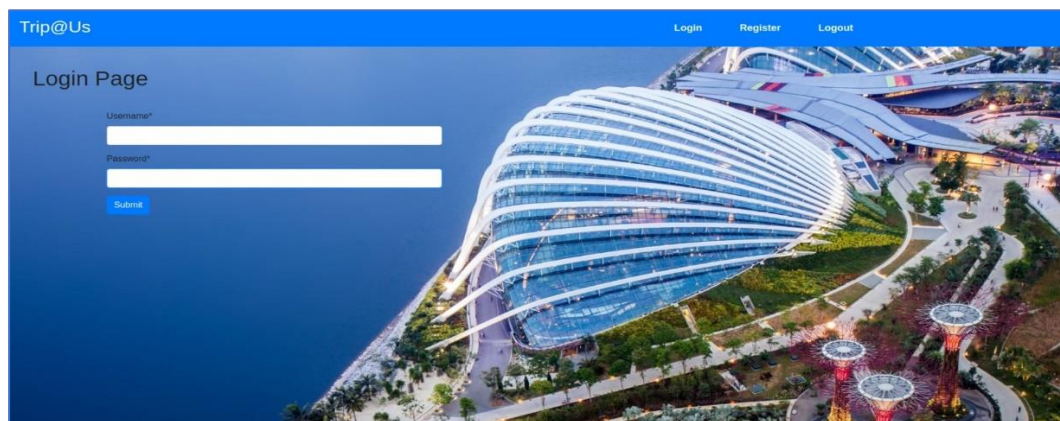 Trip@Us
Login Register Logout
Login Page
Username*
Password*
Submit